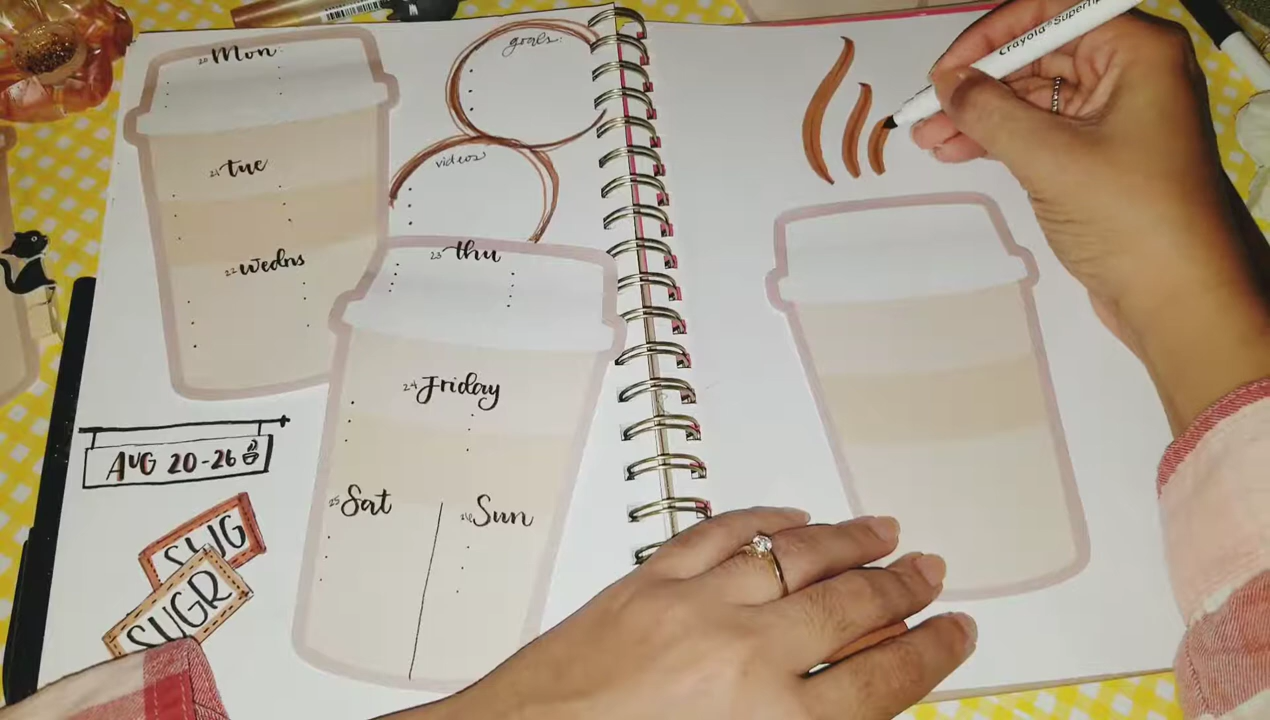 20 Mon
goals:
21 tue
videos
22 wedns
23 thu
24 Friday
AUG 20-26
25 Sat
26 Sun
SUG
SUGR
Crayola Superti